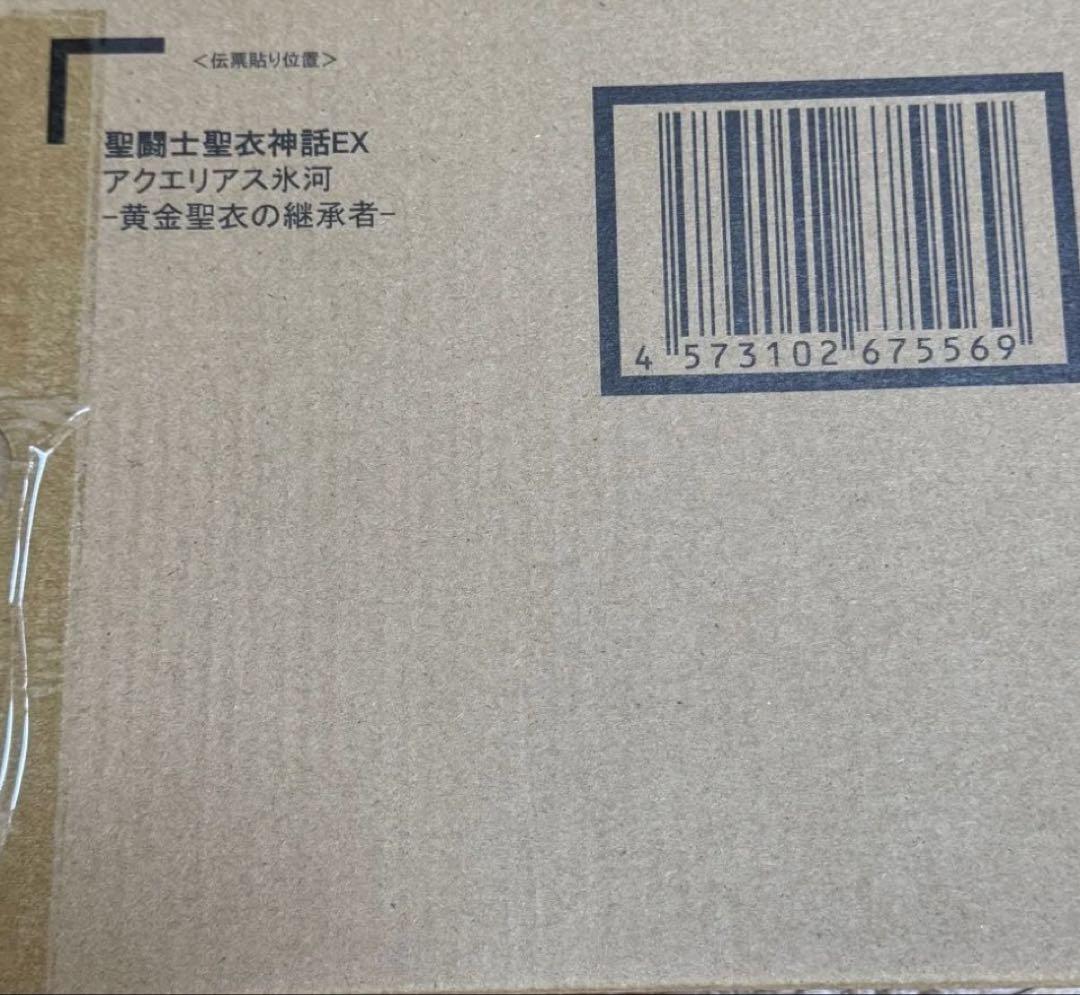 <伝票貼り位置>
聖闘士聖衣神話EX
アクエリアス氷河
−黄金聖衣の継承者−
4 573102 675569